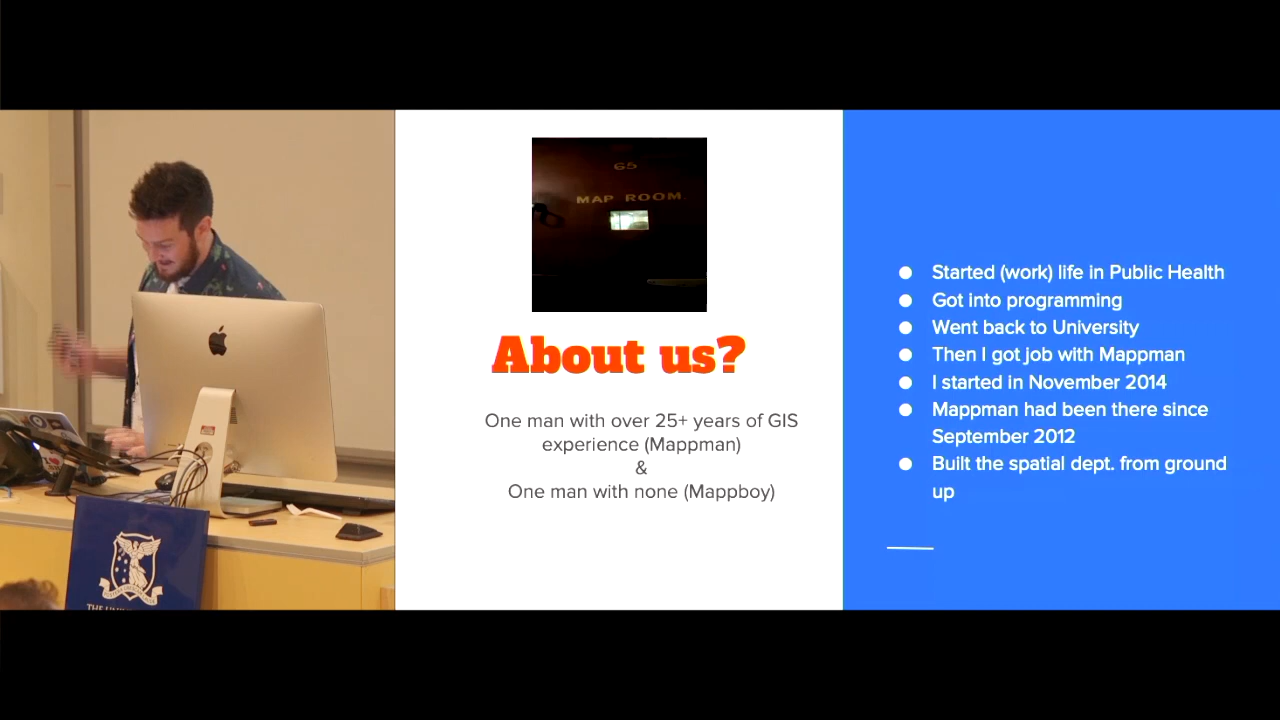 65
MAP ROOM
About us?
One man with over 25+ years of GIS
experience (Mappman)
&
One man with none (Mappboy)
● Started (work) life in Public Health
● Got into programming
● Went back to University
● Then I got job with Mappman
● I started in November 2014
● Mappman had been there since
September 2012
● Built the spatial dept. from ground
up
THE